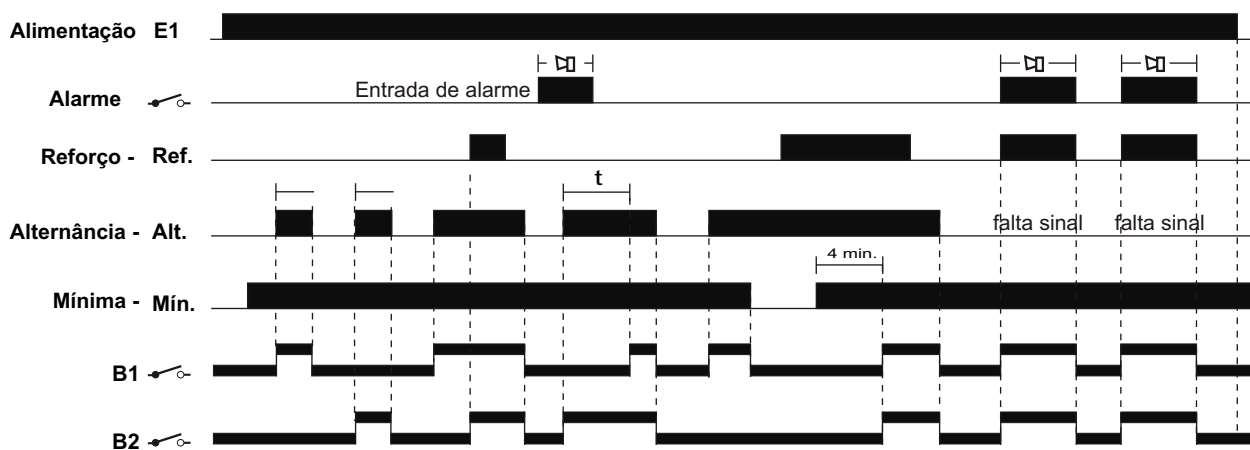 Alimentação E1
Alarme
Entrada de alarme
Reforço - Ref.
t
Alternância - Alt.
falta sinal falta sinal
4 min.
Mínima - Mín.
B1
B2